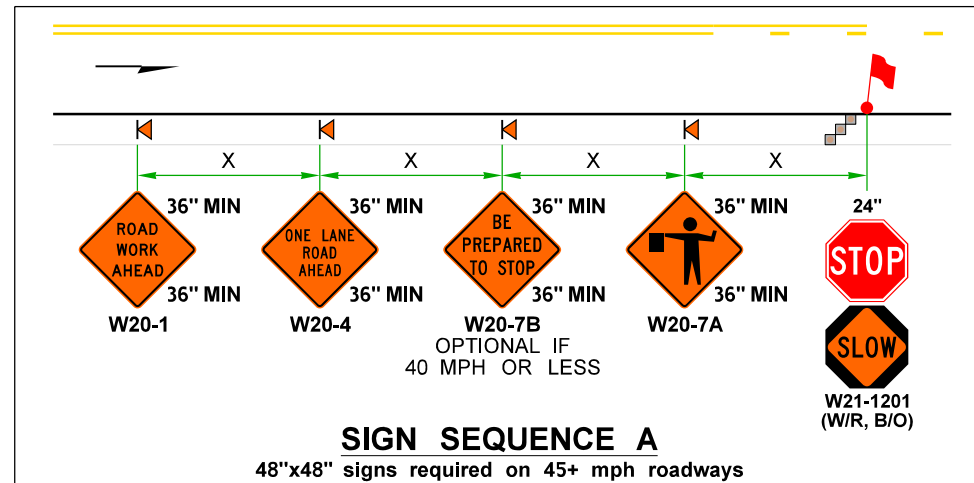 X X X X
36" MIN 36" MIN 36" MIN 36" MIN 24"
ROAD
WORK
AHEAD
ONE LANE
ROAD
AHEAD
BE
PREPARED
TO STOP
STOP
36" MIN 36" MIN 36" MIN 36" MIN
W20-1 W20-4 W20-7B W20-7A
OPTIONAL IF
40 MPH OR LESS
SLOW
W21-1201
(W/R, B/O)
SIGN SEQUENCE A
48"x48" signs required on 45+ mph roadways